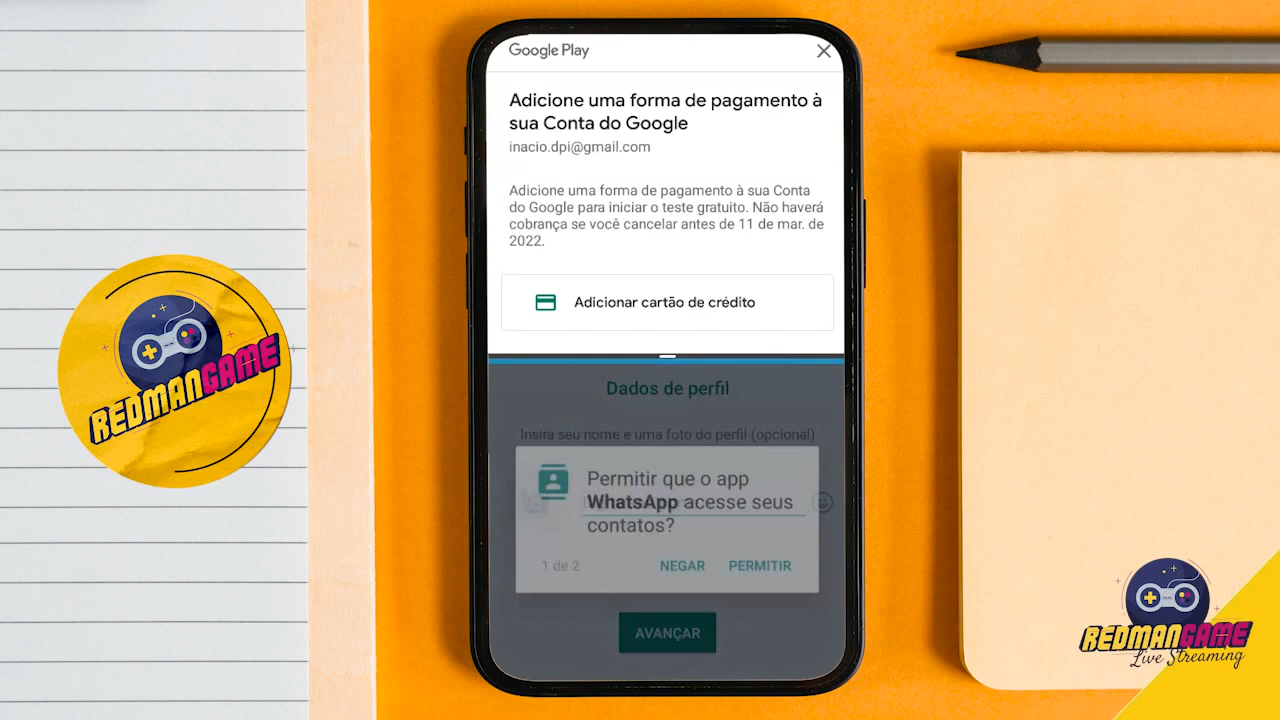 Google Play
Adicione uma forma de pagamento à
sua Conta do Google
inacio.dpi@gmail.com
Adicione uma forma de pagamento à sua Conta
do Google para iniciar o teste gratuito. Não haverá
cobrança se você cancelar antes de 11 de mar. de
2022.
Adicionar cartão de crédito
Dados de perfil
Insira seu nome e uma foto do perfil (opcional)
Permitir que o app
WhatsApp acesse seus
contatos?
1 de 2
NEGAR
PERMITIR
AVANÇAR
REDMANGAME
REDMANGAME
Live Streaming